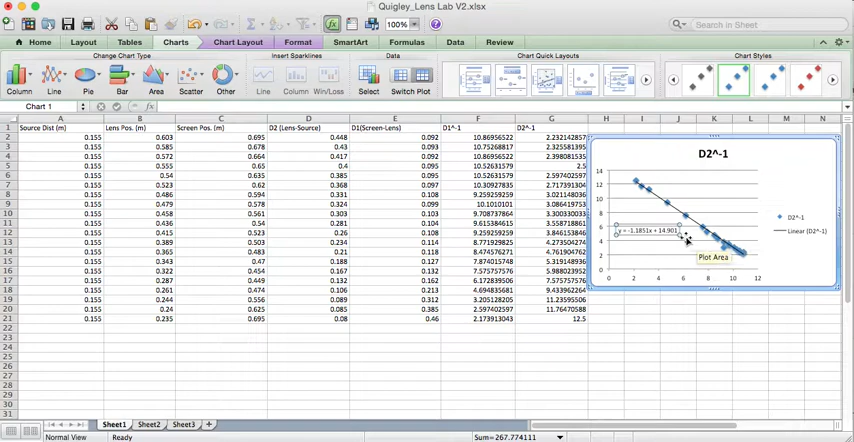 Quigley_Lens Lab V2.xlsx
100%
Search in Sheet
Home Layout Tables Charts Chart Layout Format SmartArt Formulas Data Review
Change Chart Type Insert Sparklines Data Chart Quick Layouts Chart Styles
Column Line Pie Bar Area Scatter Other Line Column Win/Loss Select Switch Plot
Chart 1 fx
A B C D E F G H I J K L M N
1 Source Dist (m) Lens Pos. (m) Screen Pos. (m) D2 (Lens-Source) D1(Screen-Lens) D1^-1 D2^-1
2 0.155 0.603 0.695 0.448 0.092 10.86956522 2.232142857
3 0.155 0.585 0.678 0.43 0.093 10.75268817 2.325581395
4 0.155 0.572 0.664 0.417 0.092 10.86956522 2.398081535
5 0.155 0.555 0.65 0.4 0.095 10.52631579 2.5
6 0.155 0.54 0.635 0.385 0.095 10.52631579 2.597402597
7 0.155 0.523 0.62 0.368 0.097 10.30927835 2.717391304
8 0.155 0.486 0.594 0.331 0.108 9.259259259 3.021148036
9 0.155 0.479 0.578 0.324 0.099 10.1010101 3.086419753
10 0.155 0.458 0.561 0.303 0.103 9.708737864 3.300330033
11 0.155 0.436 0.54 0.281 0.104 9.615384615 3.558718861
12 0.155 0.415 0.523 0.26 0.108 9.259259259 3.846153846
13 0.155 0.389 0.503 0.234 0.114 8.771929825 4.273504274
14 0.155 0.365 0.483 0.21 0.118 8.474576271 4.761904762
15 0.155 0.343 0.47 0.188 0.127 7.874015748 5.319148936
16 0.155 0.322 0.454 0.167 0.132 7.575757576 5.988023952
17 0.155 0.287 0.449 0.132 0.162 6.172839506 7.575757576
18 0.155 0.261 0.474 0.106 0.213 4.694835681 9.433962264
19 0.155 0.244 0.556 0.089 0.312 3.205128205 11.23595506
20 0.155 0.24 0.625 0.085 0.385 2.597402597 11.76470588
21 0.155 0.235 0.695 0.08 0.46 2.173913043 12.5
22
23
24
25
26
27
28
29
30
31
D2^-1
14
12
10
8
6
4
2
0
0 2 4 6 8 10 12
y = -1.1851x + 14.901
Plot Area
D2^-1
Linear (D2^-1)
Sheet1 Sheet2 Sheet3 +
Normal View Ready Sum=267.774111